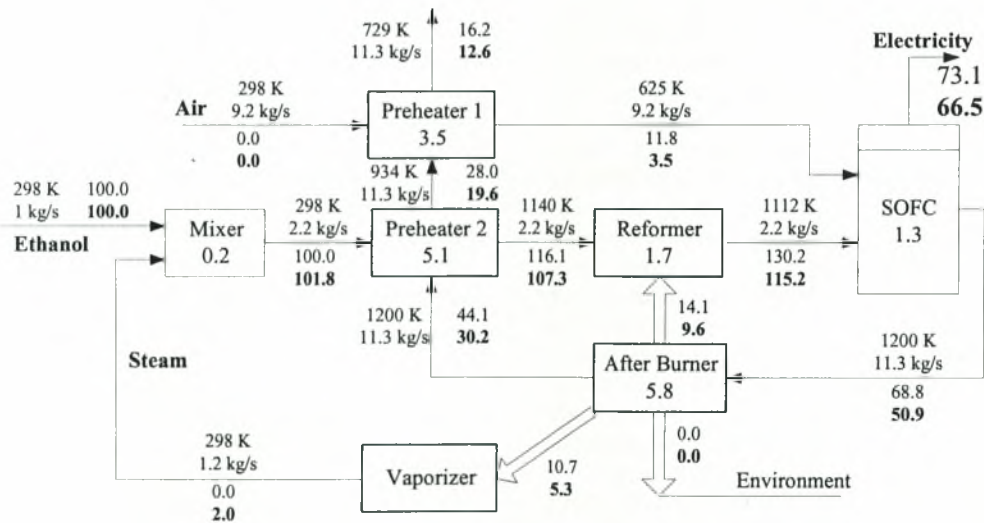 729 K 16.2
11.3 kg/s 12.6
Electricity
73.1
66.5
298 K
Air 9.2 kg/s
0.0
0.0
Preheater 1
3.5
625 K
9.2 kg/s
11.8
3.5
934 K 28.0
11.3 kg/s 19.6
298 K 100.0
1 kg/s 100.0
Ethanol
Mixer
0.2
298 K
2.2 kg/s
100.0
101.8
Preheater 2
5.1
1140 K
2.2 kg/s
116.1
107.3
Reformer
1.7
1112 K
2.2 kg/s
130.2
115.2
SOFC
1.3
1200 K 44.1
11.3 kg/s 30.2
14.1
9.6
After Burner
5.8
1200 K
11.3 kg/s
68.8
50.9
Steam
298 K
1.2 kg/s
0.0
2.0
Vaporizer
10.7
5.3
0.0
0.0
Environment